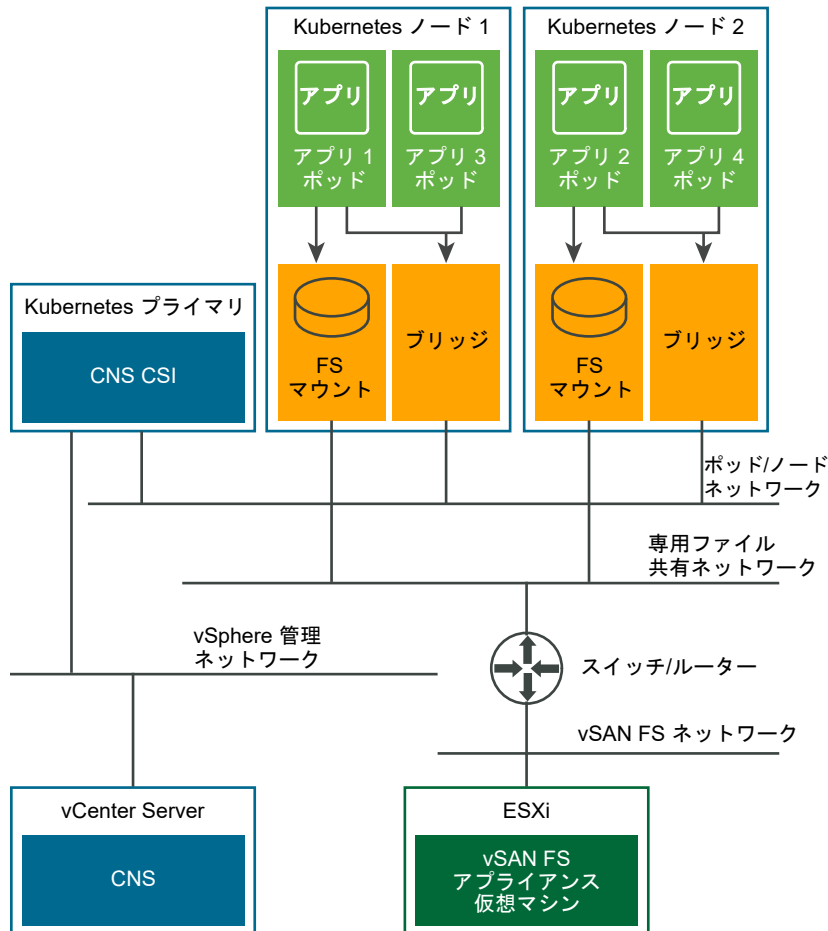 Kubernetes ノード 1
アプリ
アプリ
アプリ 1
ポッド
アプリ 3
ポッド
FS
マウント
ブリッジ
Kubernetes ノード 2
アプリ
アプリ
アプリ 2
ポッド
アプリ 4
ポッド
FS
マウント
ブリッジ
Kubernetes プライマリ
CNS CSI
ポッド/ノード
ネットワーク
専用ファイル
共有ネットワーク
vSphere 管理
ネットワーク
スイッチ/ルーター
vSAN FS ネットワーク
vCenter Server
CNS
ESXi
vSAN FS
アプライアンス
仮想マシン